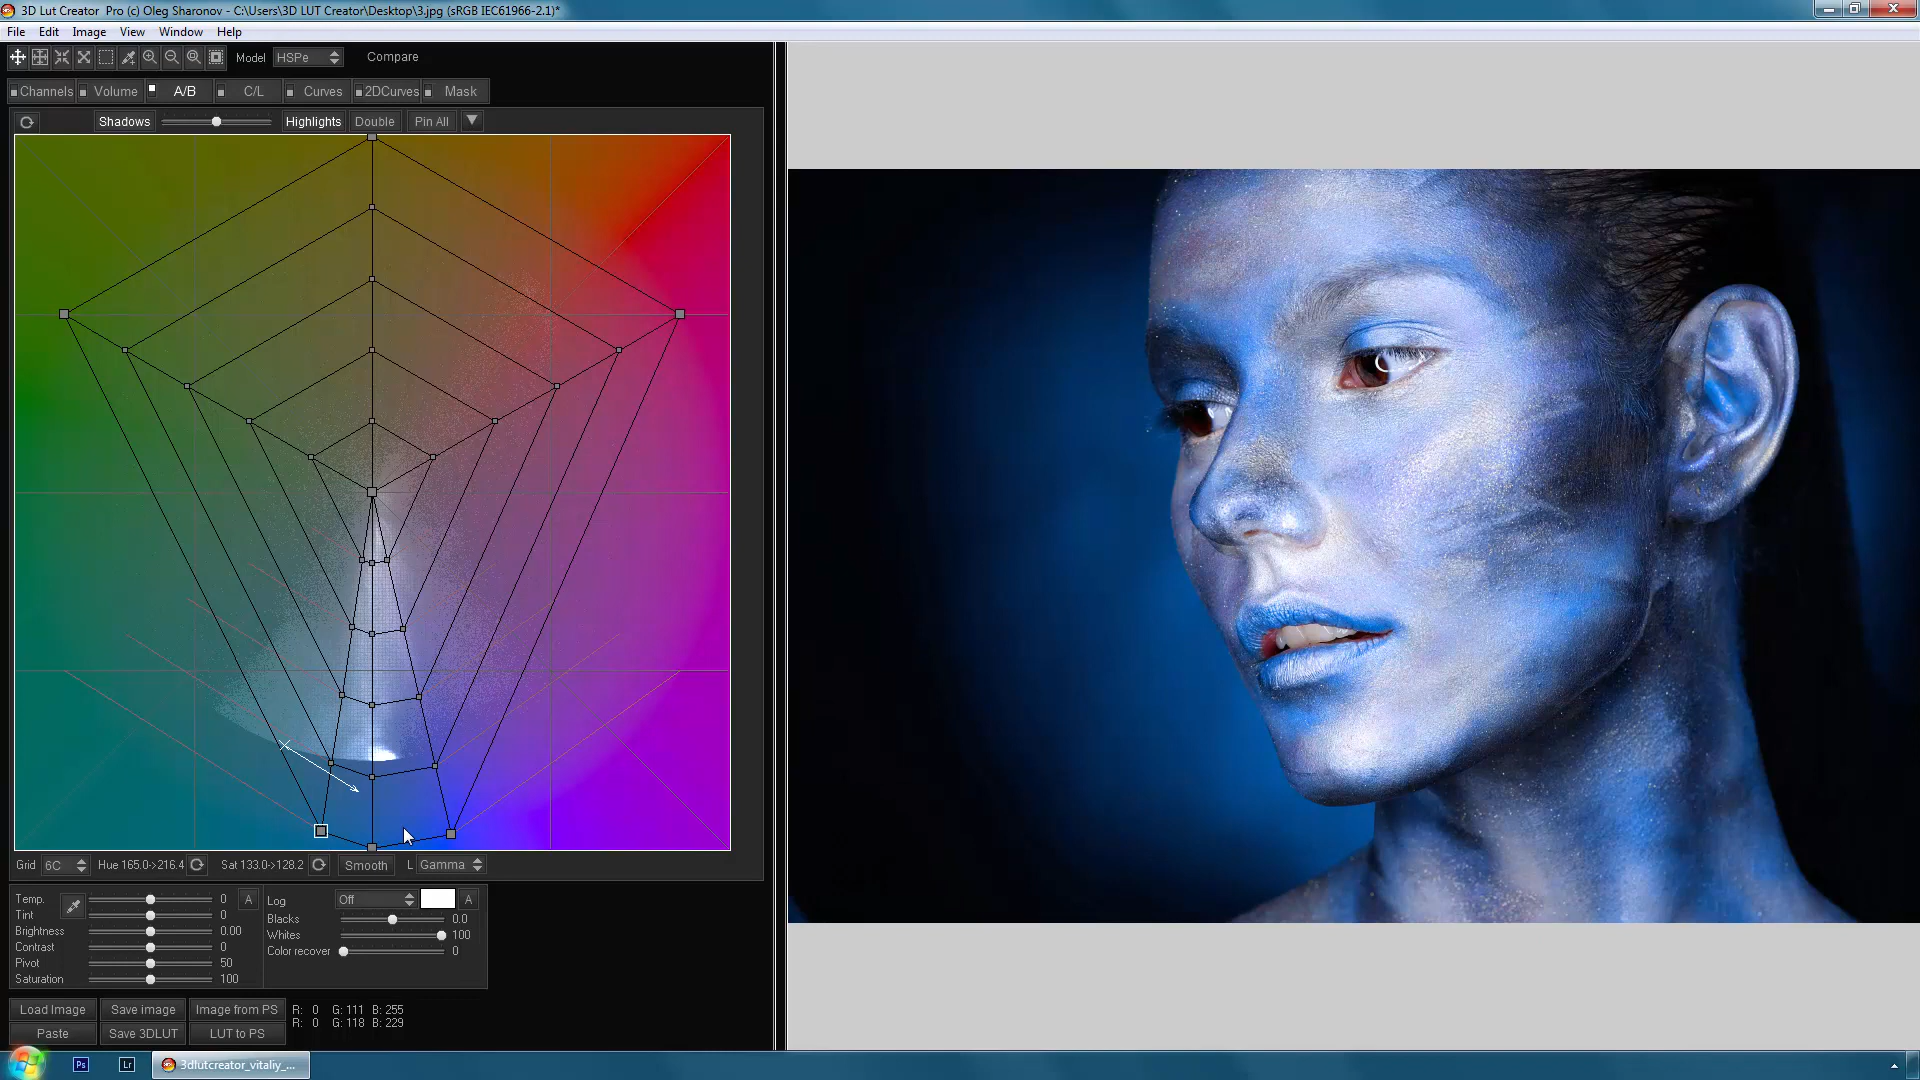 3D Lut Creator Pro (c) Oleg Sharonov - C:\Users\3D LUT Creator\Desktop\3.jpg (sRGB IEC61966-2.1)*
File Edit Image View Window Help
Model HSPe Compare
Channels Volume A/B C/L Curves 2DCurves Mask
Shadows Highlights Double Pin All
Grid 6C Hue 165.0->216.4 Sat 133.0->128.2 Smooth L Gamma
Temp. 0 A Log Off A
Tint 0
Blacks 0.0
Brightness 0.00
Whites 100
Contrast 0
Color recover 0
Pivot 50
Saturation 100
Load Image Save image Image from PS R: 0 G: 111 B: 255
R: 0 G: 118 B: 229
Paste Save 3DLUT LUT to PS
Ps Lr 3dlutcreator_vitaliy_...